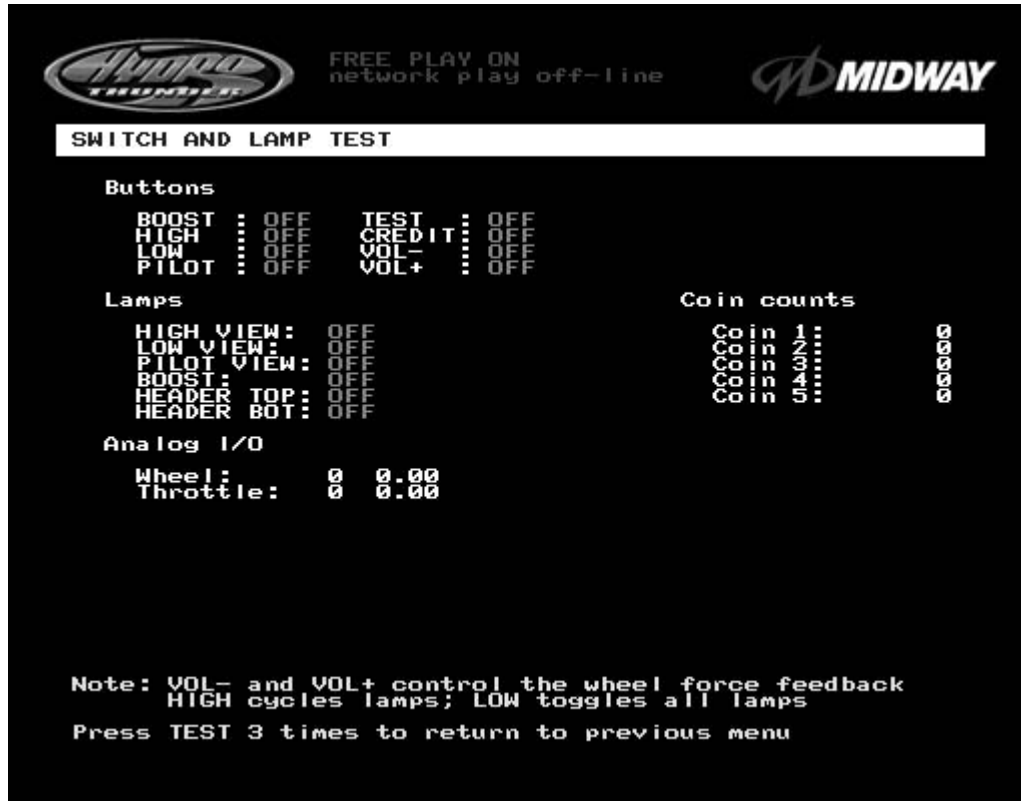 HYDRO THUNDER
FREE PLAY ON
network play off-line
MIDWAY
SWITCH AND LAMP TEST
Buttons
BOOST : OFF TEST : OFF
HIGH : OFF CREDIT: OFF
LOW : OFF VOL- : OFF
PILOT : OFF VOL+ : OFF
Lamps
HIGH VIEW: OFF
LOW VIEW: OFF
PILOT VIEW: OFF
BOOST: OFF
HEADER TOP: OFF
HEADER BOT: OFF
Coin counts
Coin 1: 0
Coin 2: 0
Coin 3: 0
Coin 4: 0
Coin 5: 0
Analog I/O
Wheel: 0 0.00
Throttle: 0 0.00
Note: VOL- and VOL+ control the wheel force feedback
HIGH cycles lamps; LOW toggles all lamps
Press TEST 3 times to return to previous menu